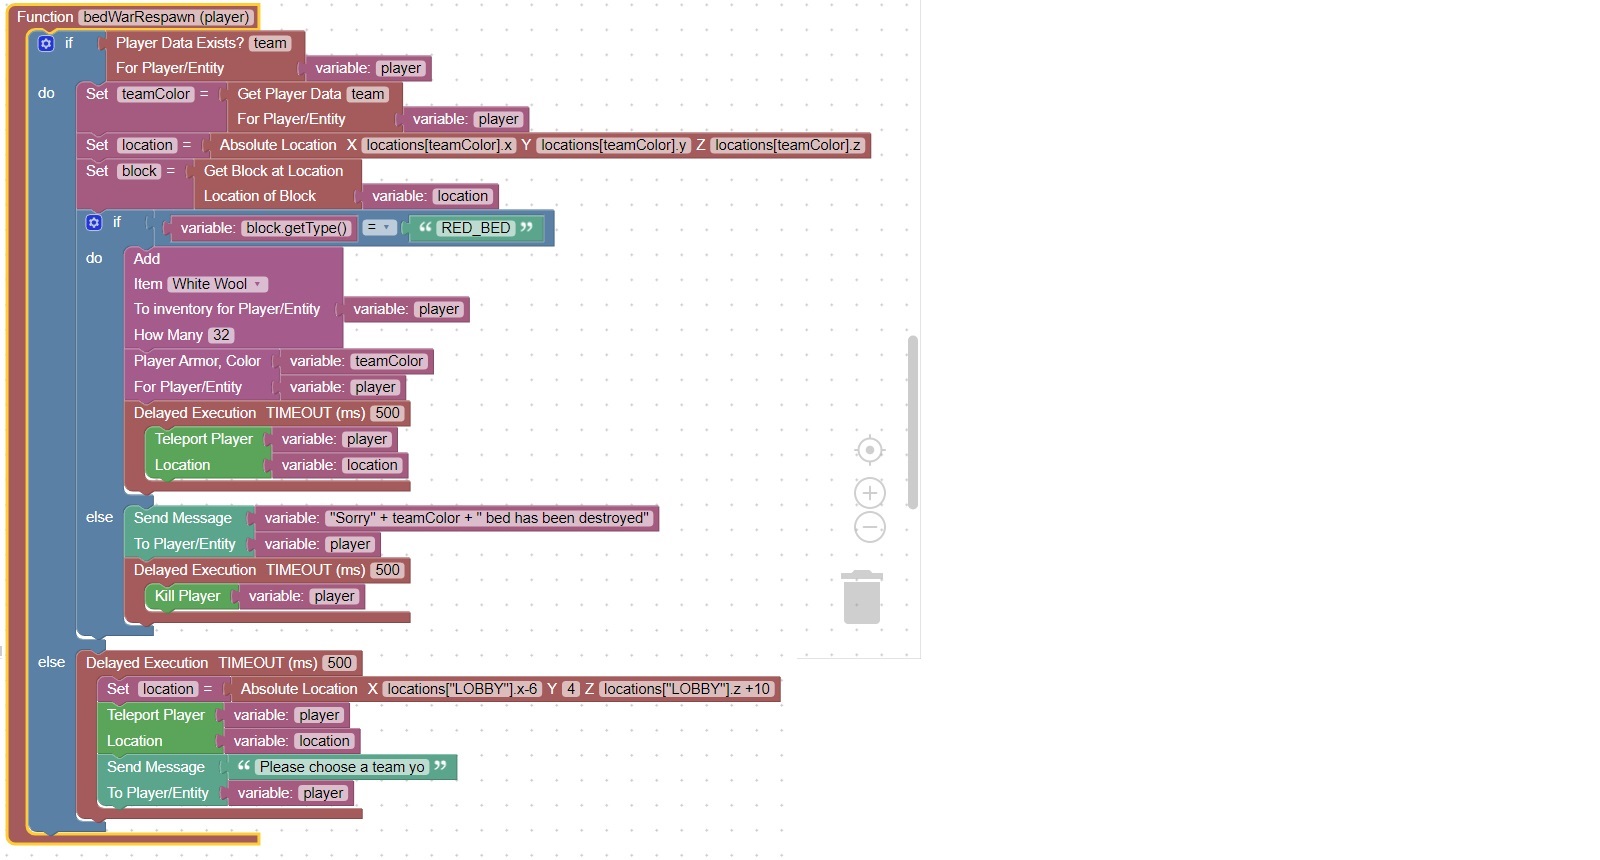 Function bedWarRespawn (player)
if Player Data Exists? team
For Player/Entity variable: player
do Set teamColor = Get Player Data team
For Player/Entity variable: player
Set location = Absolute Location X locations[teamColor].x Y locations[teamColor].y Z locations[teamColor].z
Set block = Get Block at Location
Location of Block variable: location
if variable: block.getType() = “ RED_BED ”
do Add
Item White Wool
To inventory for Player/Entity variable: player
How Many 32
Player Armor, Color variable: teamColor
For Player/Entity variable: player
Delayed Execution TIMEOUT (ms) 500
Teleport Player variable: player
Location variable: location
else Send Message variable: "Sorry" + teamColor + " bed has been destroyed"
To Player/Entity variable: player
Delayed Execution TIMEOUT (ms) 500
Kill Player variable: player
else Delayed Execution TIMEOUT (ms) 500
Set location = Absolute Location X locations["LOBBY"].x-6 Y 4 Z locations["LOBBY"].z +10
Teleport Player variable: player
Location variable: location
Send Message “ Please choose a team yo ”
To Player/Entity variable: player